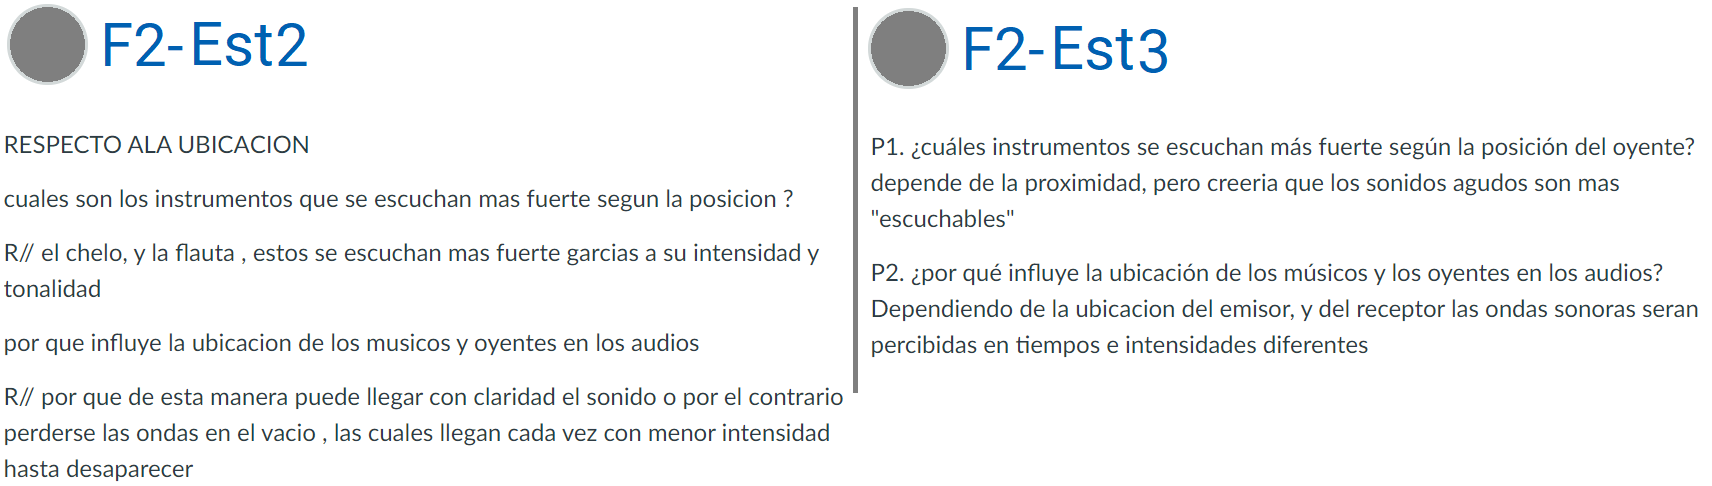 F2-Est2
RESPECTO ALA UBICACION
cuales son los instrumentos que se escuchan mas fuerte segun la posicion ?
R// el chelo, y la flauta , estos se escuchan mas fuerte garcias a su intensidad y
tonalidad
por que influye la ubicacion de los musicos y oyentes en los audios
R// por que de esta manera puede llegar con claridad el sonido o por el contrario
perderse las ondas en el vacio , las cuales llegan cada vez con menor intensidad
hasta desaparecer
F2-Est3
P1. ¿cuáles instrumentos se escuchan más fuerte según la posición del oyente?
depende de la proximidad, pero creeria que los sonidos agudos son mas
"escuchables"
P2. ¿por qué influye la ubicación de los músicos y los oyentes en los audios?
Dependiendo de la ubicacion del emisor, y del receptor las ondas sonoras seran
percibidas en tiempos e intensidades diferentes